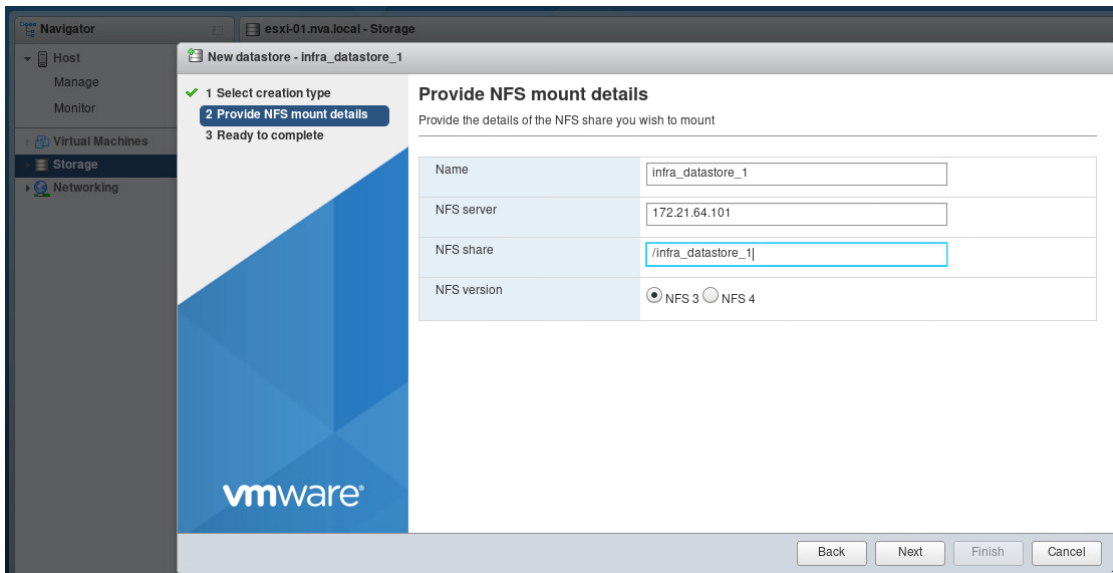 Navigator
esxi-01.nva.local - Storage
Host
Manage
Monitor
Virtual Machines
Storage
Networking
New datastore - infra_datastore_1
1 Select creation type
2 Provide NFS mount details
3 Ready to complete
Provide NFS mount details
Provide the details of the NFS share you wish to mount
Name infra_datastore_1
NFS server 172.21.64.101
NFS share /infra_datastore_1
NFS version NFS 3 NFS 4
vmware®
Back Next Finish Cancel